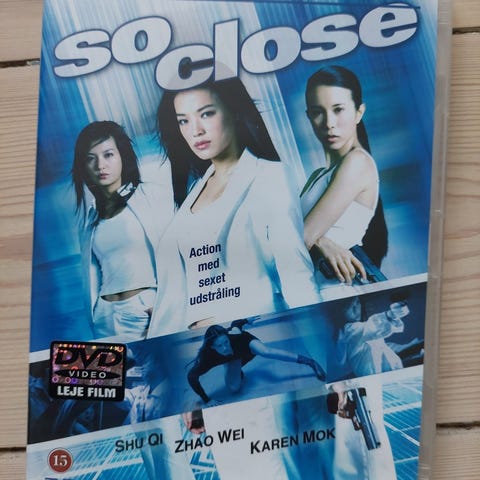 so close
Action
med
sexet
udstråling
DVD
VIDEO
LEJE FILM
SHU QI ZHAO WEI KAREN MOK
15